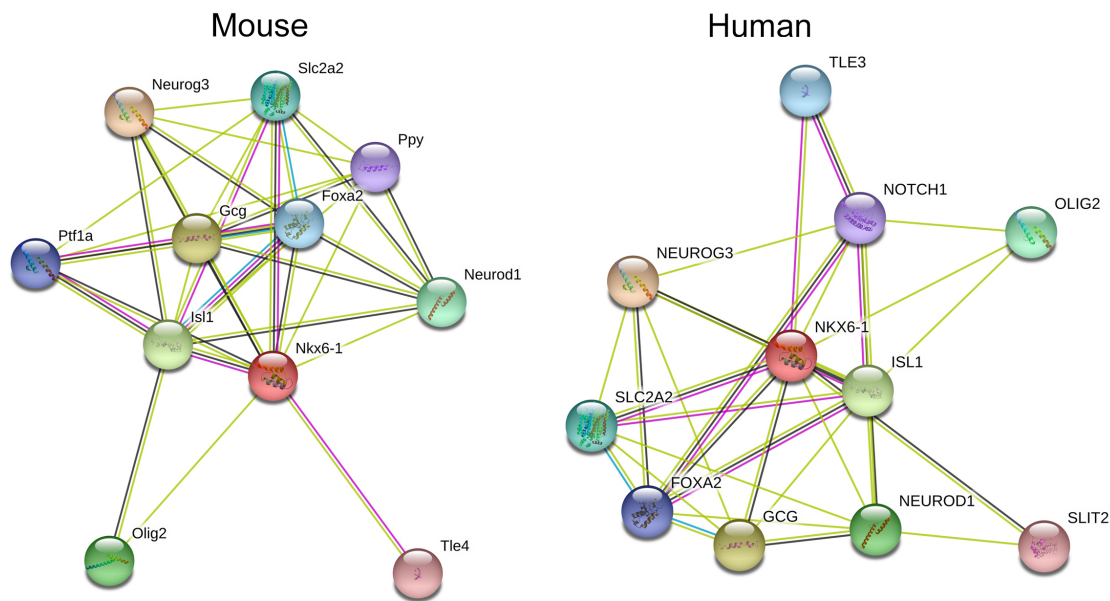 Mouse
Human
Slc2a2
TLE3
Neurog3
Ppy
NOTCH1
Foxa2
OLIG2
Gcg
Ptf1a
NEUROG3
Neurod1
Isl1
NKX6-1
Nkx6-1
ISL1
SLC2A2
FOXA2
NEUROD1
GCG
SLIT2
Olig2
Tle4